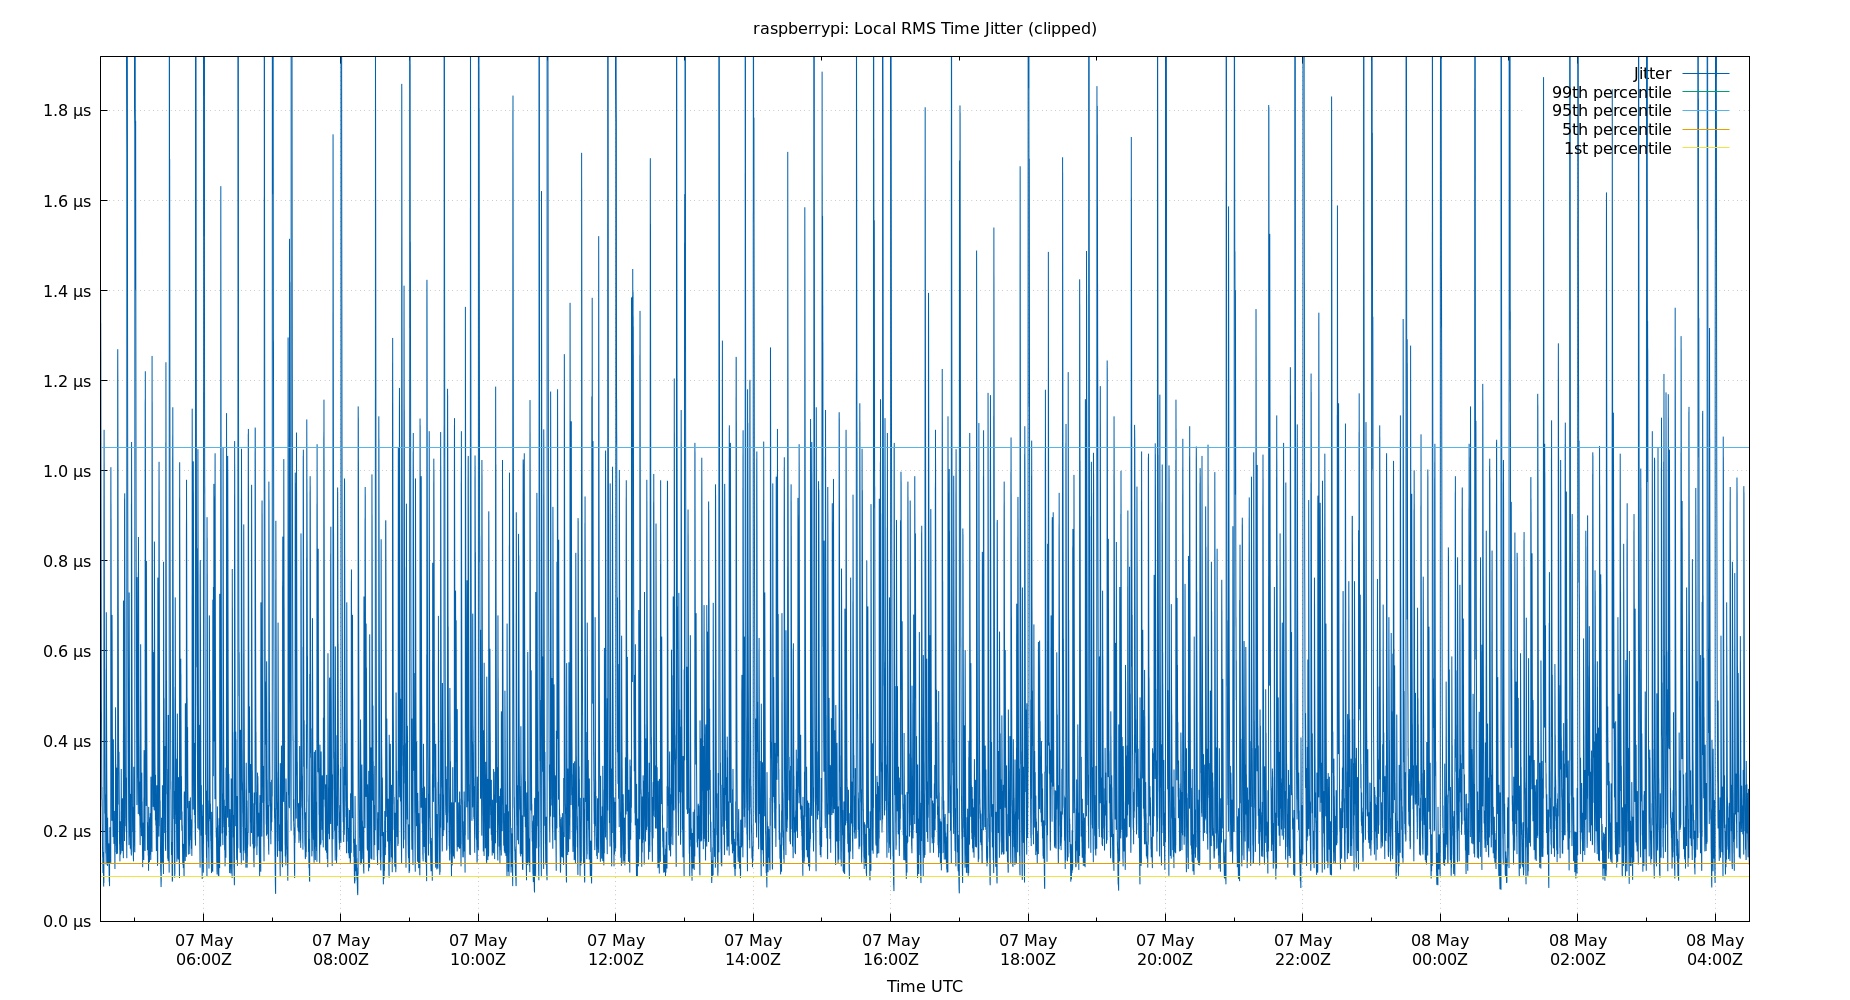 raspberrypi: Local RMS Time Jitter (clipped)
Jitter
99th percentile
95th percentile
5th percentile
1st percentile
1.8 µs
1.6 µs
1.4 µs
1.2 µs
1.0 µs
0.8 µs
0.6 µs
0.4 µs
0.2 µs
0.0 µs
07 May 07 May 07 May 07 May 07 May 07 May 07 May 07 May 07 May 08 May 08 May 08 May
06:00Z 08:00Z 10:00Z 12:00Z 14:00Z 16:00Z 18:00Z 20:00Z 22:00Z 00:00Z 02:00Z 04:00Z
Time UTC